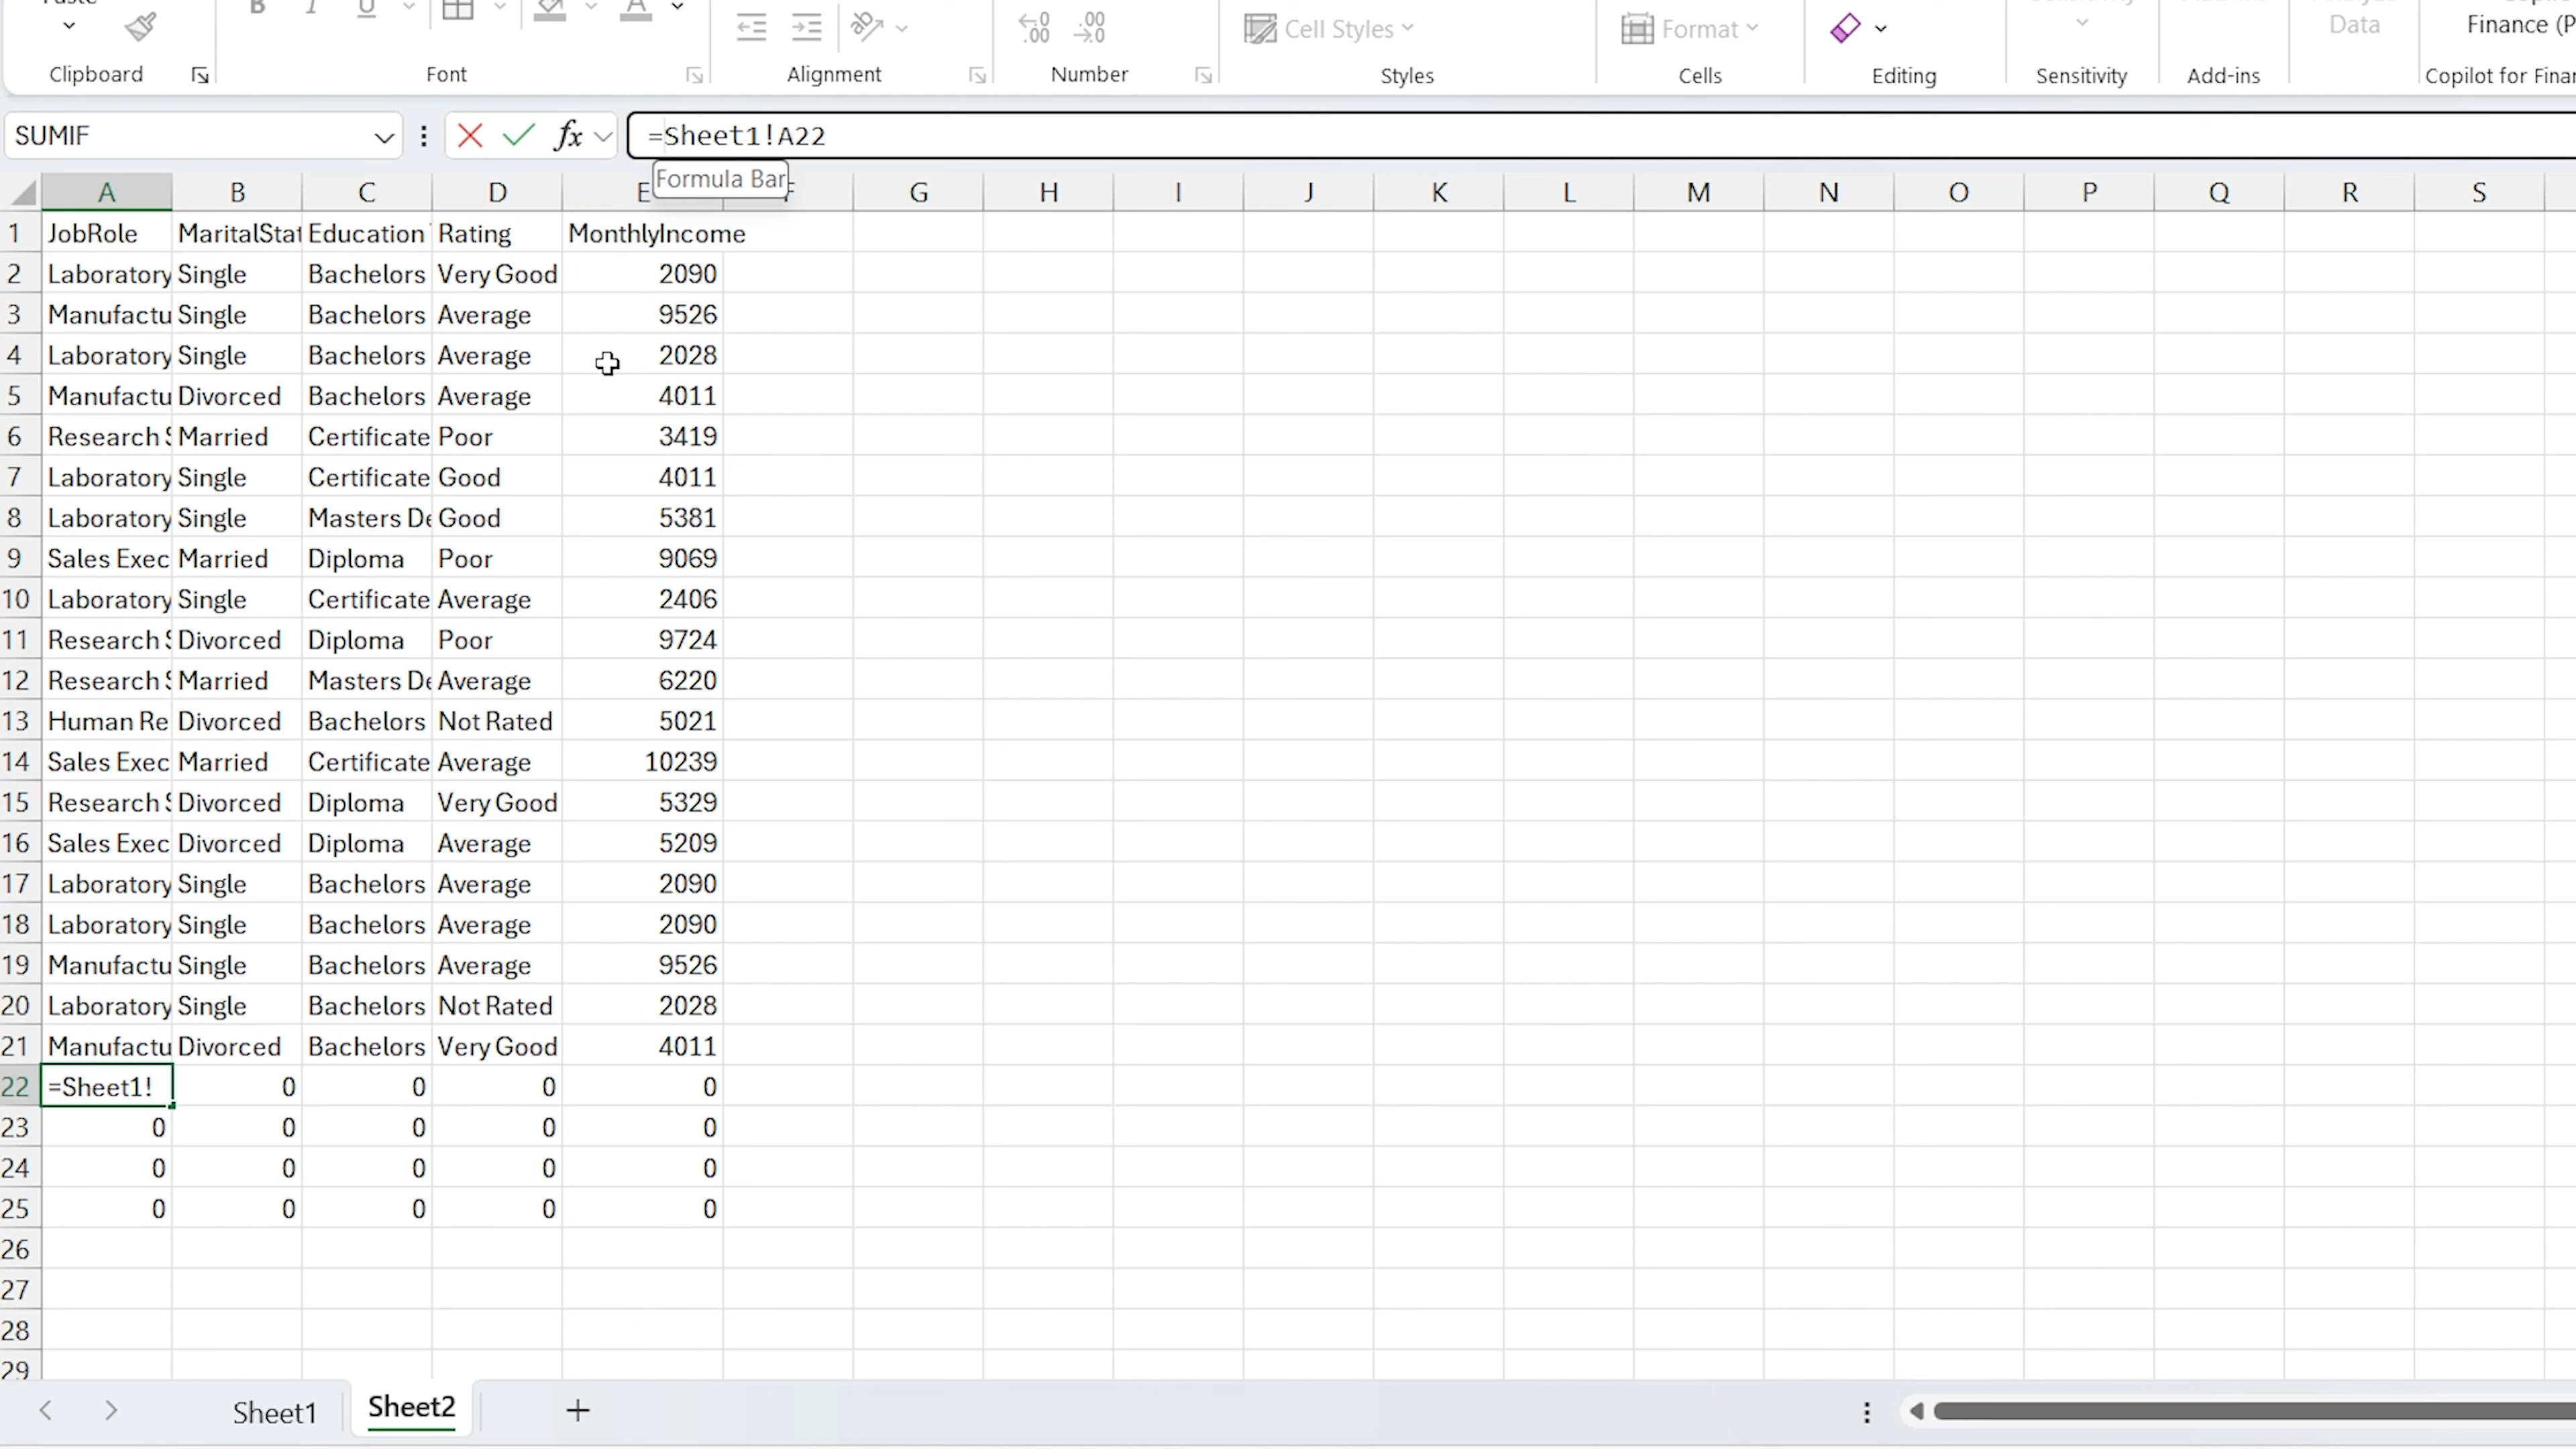 B I U A
←0 .00 .00 →0 Cell Styles Format Data Finance (P
Clipboard Font Alignment Number Styles Cells Editing Sensitivity Add-ins Copilot for Finan
SUMIF fx =Sheet1!A22
Formula Bar
A B C D E F G H I J K L M N O P Q R S
1 JobRole MaritalStat Education Rating MonthlyIncome
2 Laboratory Single Bachelors Very Good 2090
3 Manufactu Single Bachelors Average 9526
4 Laboratory Single Bachelors Average 2028
5 Manufactu Divorced Bachelors Average 4011
6 Research S Married Certificate Poor 3419
7 Laboratory Single Certificate Good 4011
8 Laboratory Single Masters De Good 5381
9 Sales Exec Married Diploma Poor 9069
10 Laboratory Single Certificate Average 2406
11 Research S Divorced Diploma Poor 9724
12 Research S Married Masters De Average 6220
13 Human Re Divorced Bachelors Not Rated 5021
14 Sales Exec Married Certificate Average 10239
15 Research S Divorced Diploma Very Good 5329
16 Sales Exec Divorced Diploma Average 5209
17 Laboratory Single Bachelors Average 2090
18 Laboratory Single Bachelors Average 2090
19 Manufactu Single Bachelors Average 9526
20 Laboratory Single Bachelors Not Rated 2028
21 Manufactu Divorced Bachelors Very Good 4011
22 =Sheet1! 0 0 0 0
23 0 0 0 0 0
24 0 0 0 0 0
25 0 0 0 0 0
26
27
28
29
Sheet1 Sheet2